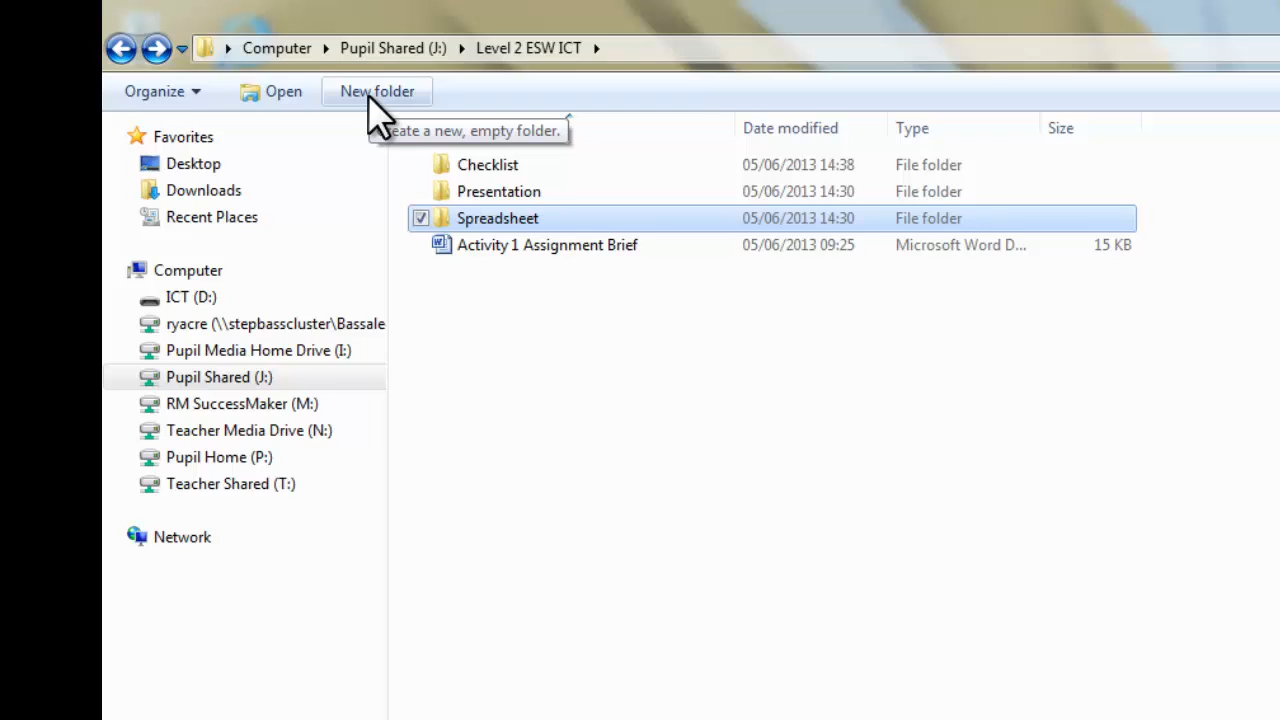 Computer Pupil Shared (J:) Level 2 ESW ICT
Organize Open New folder
eate a new, empty folder.
Date modified Type Size
Favorites
Desktop
Downloads
Recent Places
Computer
ICT (D:)
ryacre (\\stepbasscluster\Bassale
Pupil Media Home Drive (I:)
Pupil Shared (J:)
RM SuccessMaker (M:)
Teacher Media Drive (N:)
Pupil Home (P:)
Teacher Shared (T:)
Network
Checklist 05/06/2013 14:38 File folder
Presentation 05/06/2013 14:30 File folder
Spreadsheet 05/06/2013 14:30 File folder
Activity 1 Assignment Brief 05/06/2013 09:25 Microsoft Word D... 15 KB